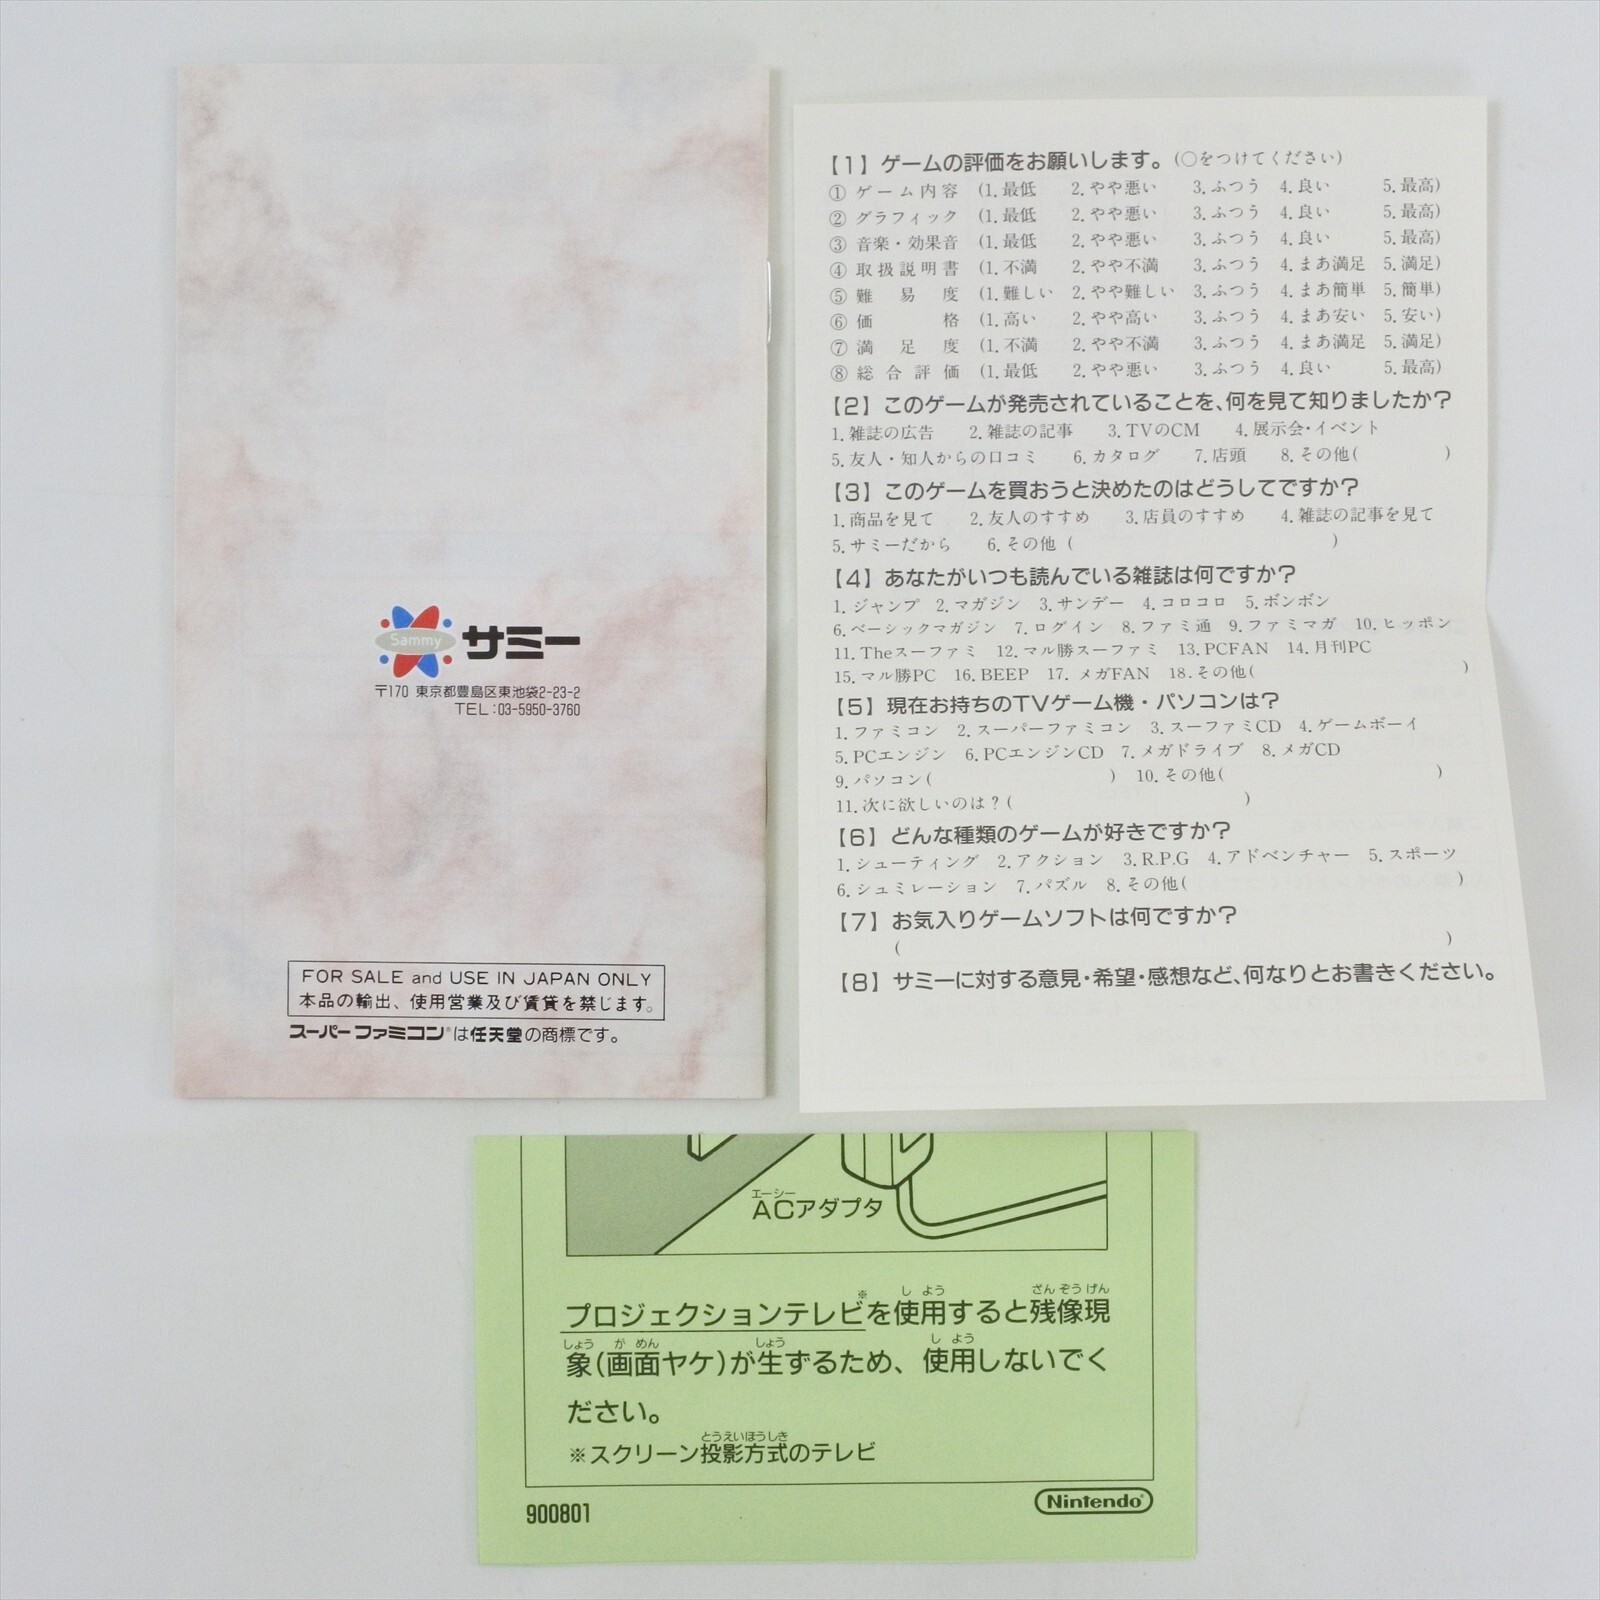 Sammy サミー
〒170 東京都豊島区東池袋2-23-2
TEL:03-5950-3760
FOR SALE and USE IN JAPAN ONLY
本品の輸出、使用営業及び賃貸を禁じます。
スーパーファミコン®は任天堂の商標です。
【1】ゲームの評価をお願いします。(○をつけてください)
① ゲーム内容 (1.最低 2.やや悪い 3.ふつう 4.良い 5.最高)
② グラフィック (1.最低 2.やや悪い 3.ふつう 4.良い 5.最高)
③ 音楽・効果音 (1.最低 2.やや悪い 3.ふつう 4.良い 5.最高)
④ 取扱説明書 (1.不満 2.やや不満 3.ふつう 4.まあ満足 5.満足)
⑤ 難易度 (1.難しい 2.やや難しい 3.ふつう 4.まあ簡単 5.簡単)
⑥ 価格 (1.高い 2.やや高い 3.ふつう 4.まあ安い 5.安い)
⑦ 満足度 (1.不満 2.やや不満 3.ふつう 4.まあ満足 5.満足)
⑧ 総合評価 (1.最低 2.やや悪い 3.ふつう 4.良い 5.最高)
【2】このゲームが発売されていることを、何を見て知りましたか?
1.雑誌の広告 2.雑誌の記事 3.TVのCM 4.展示会・イベント
5.友人・知人からの口コミ 6.カタログ 7.店頭 8.その他( )
【3】このゲームを買おうと決めたのはどうしてですか?
1.商品を見て 2.友人のすすめ 3.店員のすすめ 4.雑誌の記事を見て
5.サミーだから 6.その他 ( )
【4】あなたがいつも読んでいる雑誌は何ですか?
1.ジャンプ 2.マガジン 3.サンデー 4.コロコロ 5.ボンボン
6.ベーシックマガジン 7.ログイン 8.ファミ通 9.ファミマガ 10.ヒッポン
11.Theスーファミ 12.マル勝スーファミ 13.PCFAN 14.月刊PC
15.マル勝PC 16.BEEP 17.メガFAN 18.その他( )
【5】現在お持ちのTVゲーム機・パソコンは?
1.ファミコン 2.スーパーファミコン 3.スーファミCD 4.ゲームボーイ
5.PCエンジン 6.PCエンジンCD 7.メガドライブ 8.メガCD
9.パソコン( ) 10.その他( )
11.次に欲しいのは?( )
【6】どんな種類のゲームが好きですか?
1.シューティング 2.アクション 3.R.P.G 4.アドベンチャー 5.スポーツ
6.シュミレーション 7.パズル 8.その他( )
【7】お気入りゲームソフトは何ですか?
( )
【8】サミーに対する意見・希望・感想など、何なりとお書きください。
エーシー
ACアダプタ
※ し よう ざん ぞう げん
プロジェクションテレビを使用すると残像現
しょう が めん しょう し よう
象(画面ヤケ)が生ずるため、使用しないでく
ださい。
とうえいほうしき
※スクリーン投影方式のテレビ
900801
Nintendo®